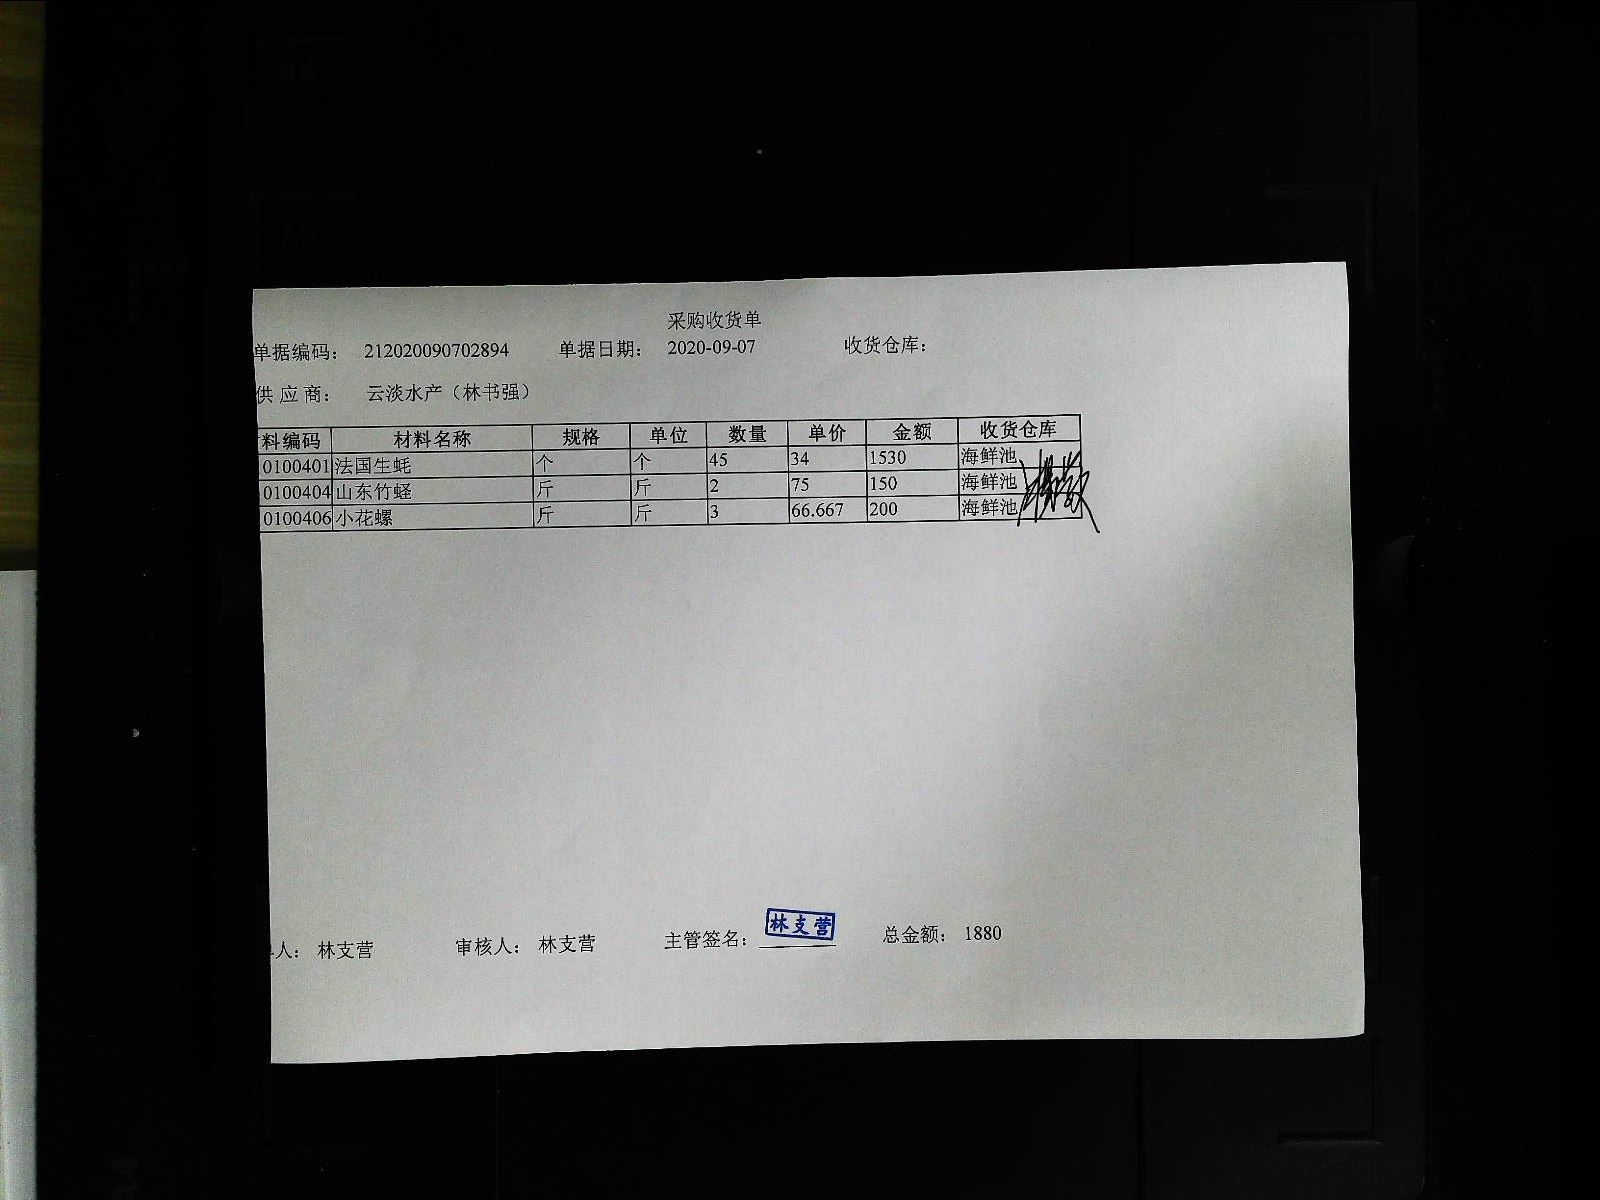 采购收货单
单据编码： 212020090702894 单据日期： 2020-09-07 收货仓库：
供应商： 云淡水产（林书强）
料编码 材料名称 规格 单位 数量 单价 金额 收货仓库
0100401 法国生蚝 个 个 45 34 1530 海鲜池
0100404 山东竹蛏 斤 斤 2 75 150 海鲜池
0100406 小花螺 斤 斤 3 66.667 200 海鲜池
人： 林支营 审核人： 林支营 主管签名： 林支营 总金额： 1880